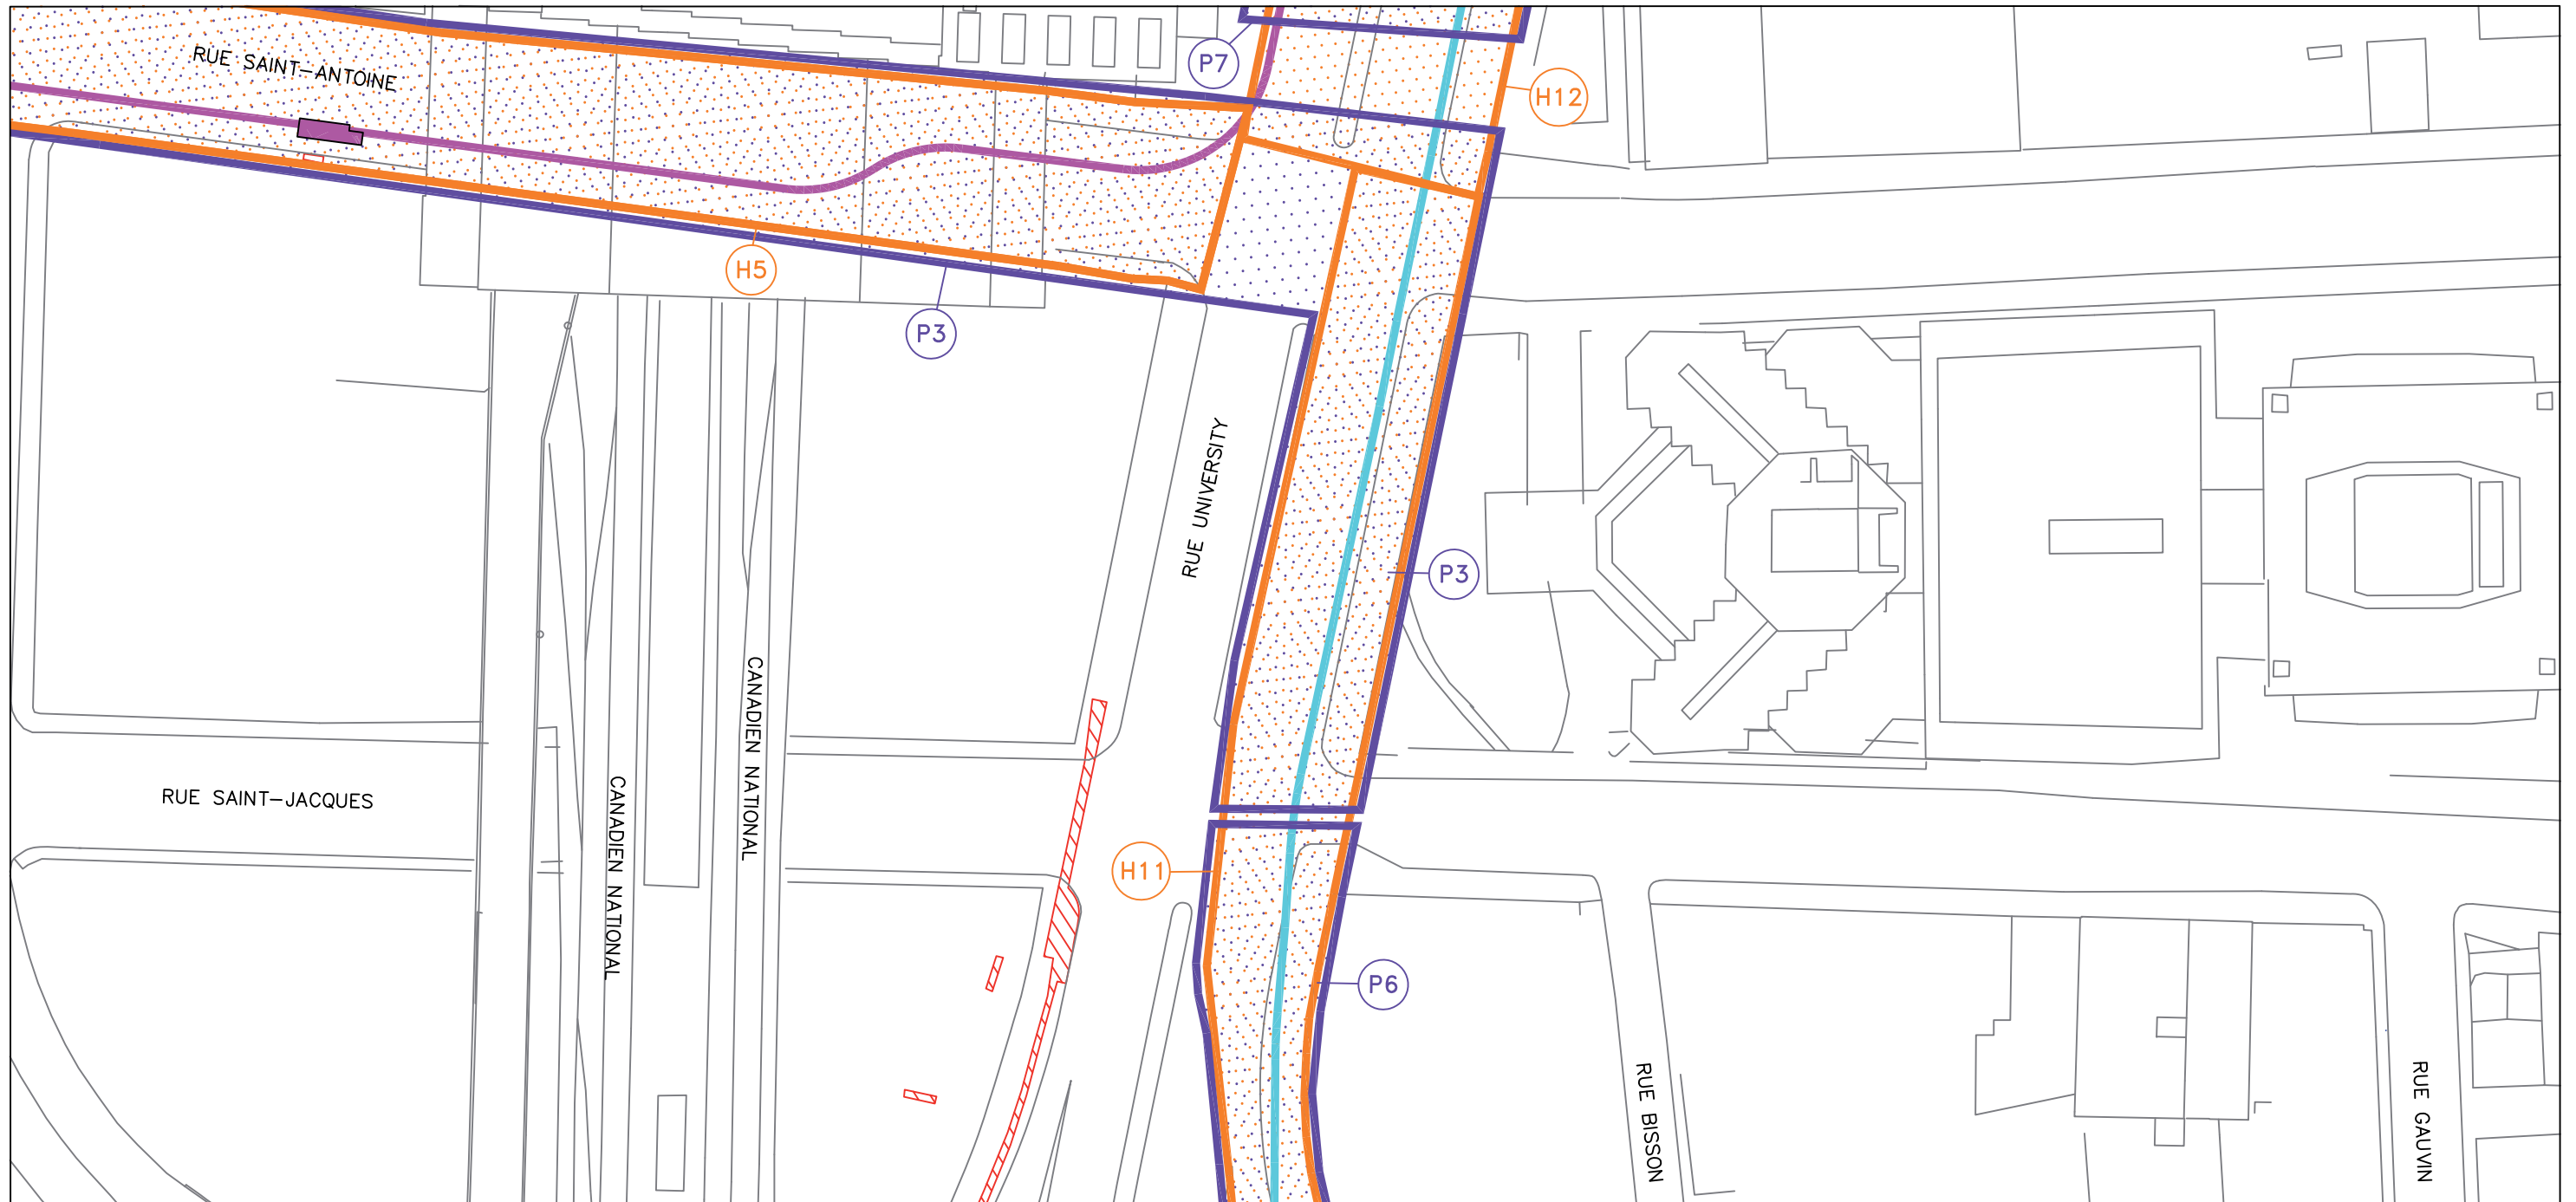 RUE SAINT-ANTOINE
P7
H12
H5
P3
RUE UNIVERSITY
P3
CANADIEN NATIONAL
CANADIEN NATIONAL
RUE SAINT-JACQUES
H11
P6
RUE BISSON
RUE GAUVIN